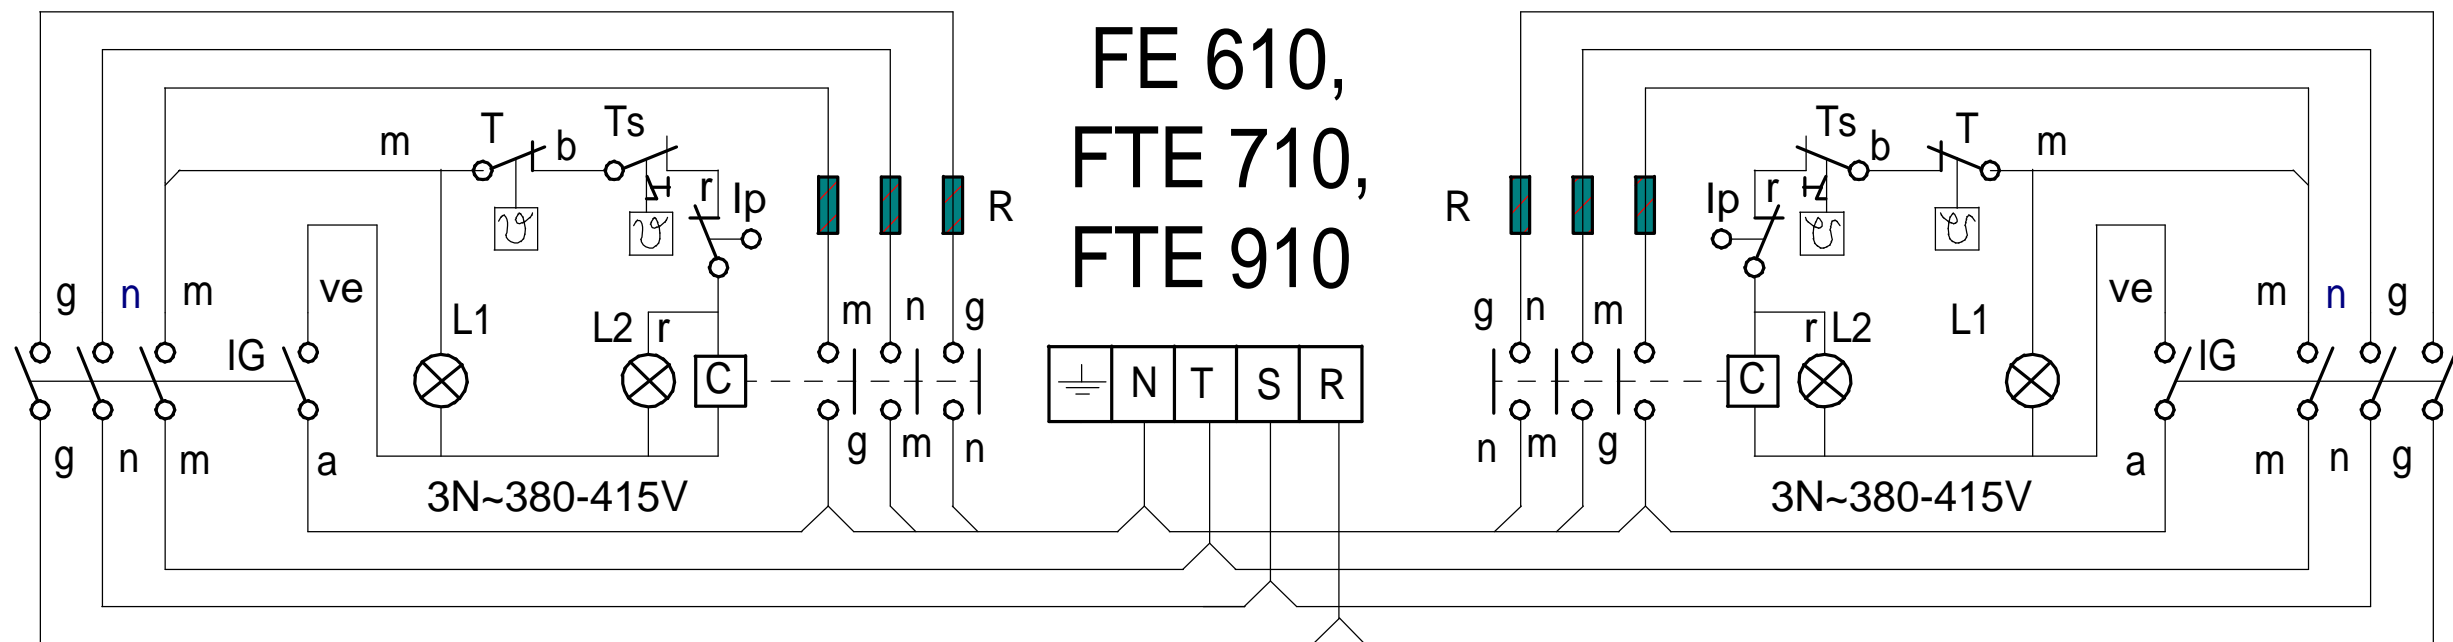 FE 610,
FTE 710,
FTE 910
m T b Ts r Ip R
R Ip r Ts b T m
g n m ve L1 L2 r m n g
g n m r L2 L1 ve m n g
IG C
N T S R
C IG
g n m a g m n
n m g a m n g
3N~380-415V
3N~380-415V